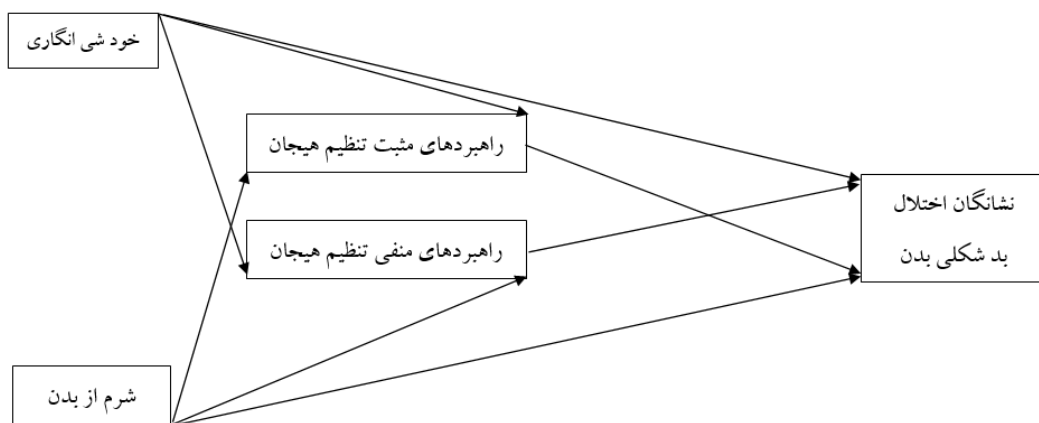 خود شی انگاری
راهبردهای مثبت تنظیم هیجان
نشانگان اختلال
بد شکلی بدن
راهبردهای منفی تنظیم هیجان
شرم از بدن